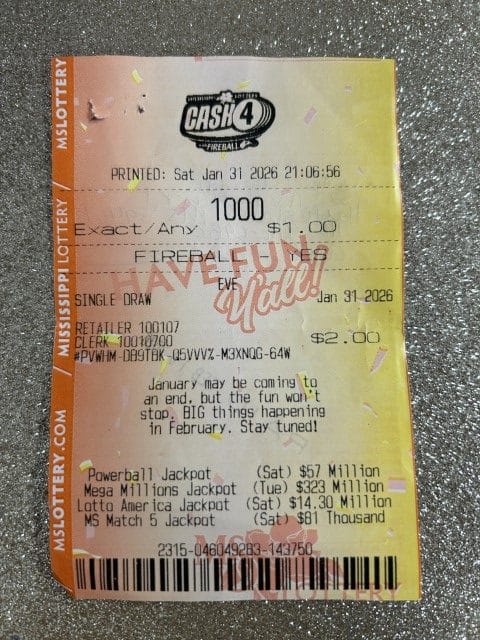 MISSISSIPPI LOTTERY
CASH 4
FIREBALL
PRINTED: Sat Jan 31 2026 21:06:56
1000
Exact/Any $1.00
FIREBALL : YES
HAVE FUN,
Y'all!
EVE
SINGLE DRAW Jan 31 2026
RETAILER 100107
CLERK 10010700 $2.00
#PVWHM-DB9TBK-Q5VVV%-M3XNQG-64W
January may be coming to
an end, but the fun won't
stop. BIG things happening
in February. Stay tuned!
Powerball Jackpot (Sat) $57 Million
Mega Millions Jackpot (Tue) $323 Million
Lotto America Jackpot (Sat) $14.30 Million
MS Match 5 Jackpot (Sat) $81 Thousand
2315-046049283-143750
MS
LOTTERY
MSLOTTERY.COM / MISSISSIPPI LOTTERY / MSLOTTERY